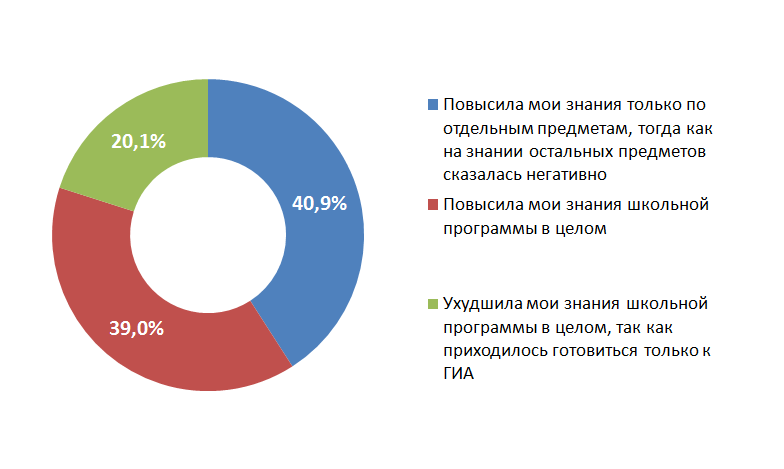 20,1%
40,9%
39,0%
Повысила мои знания только по
отдельным предметам, тогда как
на знании остальных предметов
сказалась негативно
Повысила мои знания школьной
программы в целом
Ухудшила мои знания школьной
программы в целом, так как
приходилось готовиться только к
ГИА